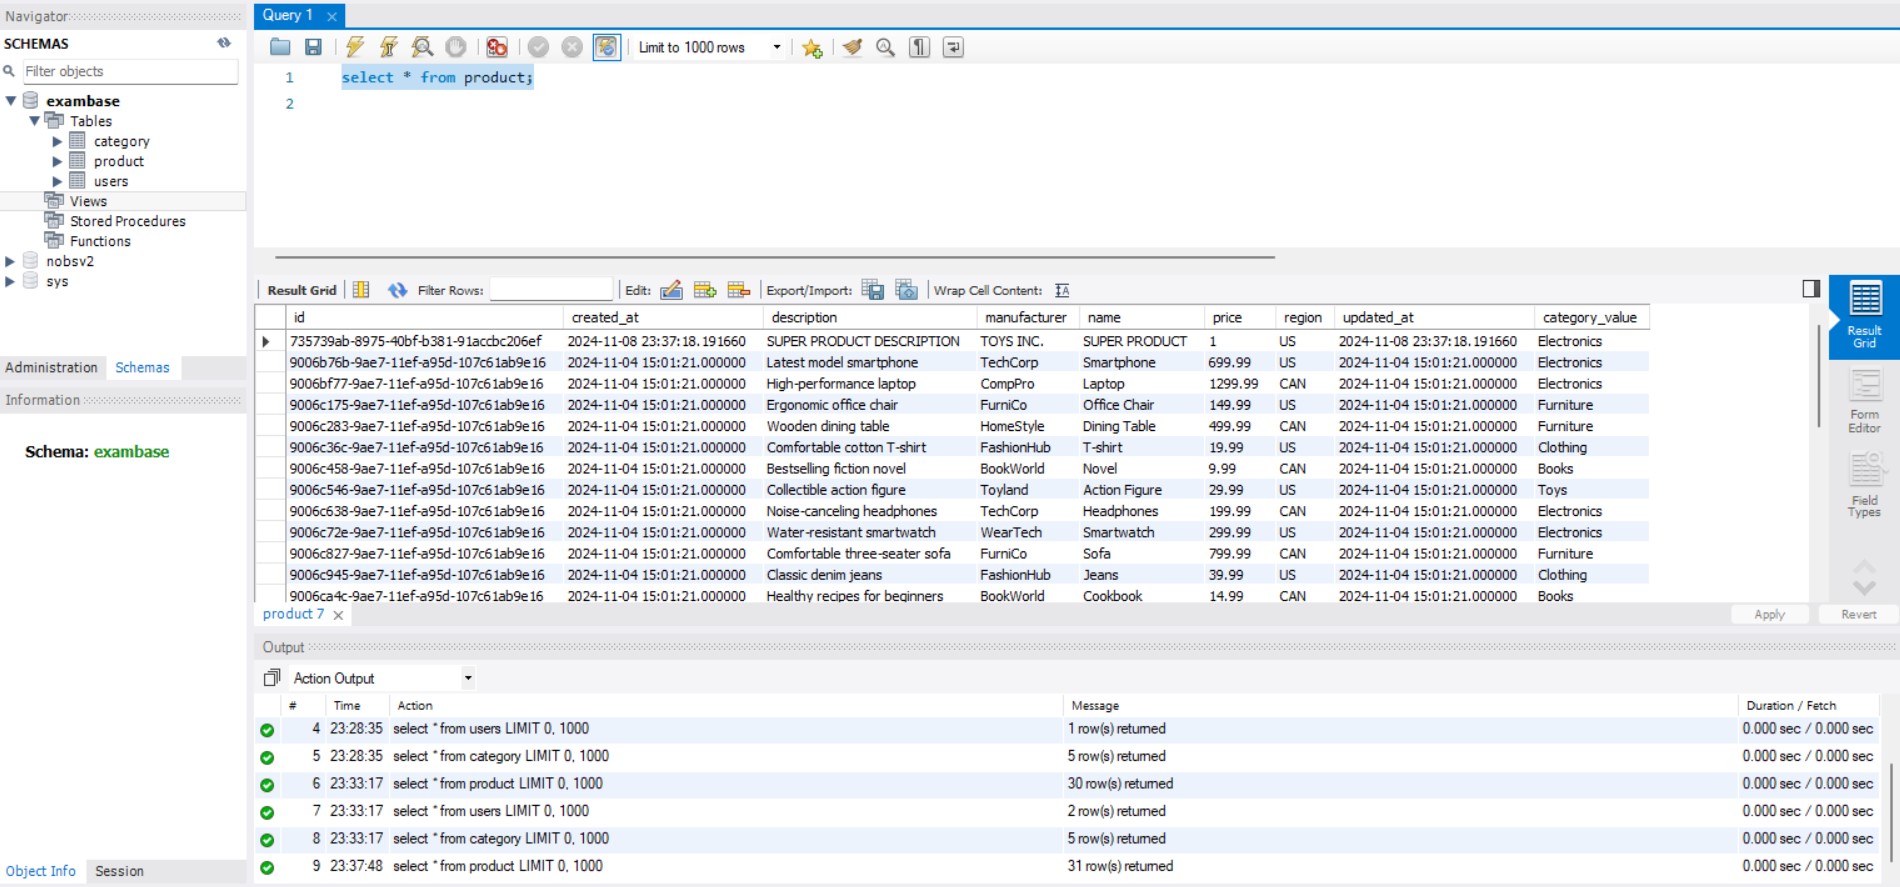 Navigator
SCHEMAS
Filter objects
exambase
Tables
category
product
users
Views
Stored Procedures
Functions
nobsv2
sys
Administration Schemas
Information
Schema: exambase
Object Info Session
Query 1
Limit to 1000 rows
1 select * from product;
2
Result Grid Filter Rows: Edit: Export/Import: Wrap Cell Content:
id created_at description manufacturer name price region updated_at category_value
735739ab-8975-40bf-b381-91accbc206ef 2024-11-08 23:37:18.191660 SUPER PRODUCT DESCRIPTION TOYS INC. SUPER PRODUCT 1 US 2024-11-08 23:37:18.191660 Electronics
9006b76b-9ae7-11ef-a95d-107c61ab9e16 2024-11-04 15:01:21.000000 Latest model smartphone TechCorp Smartphone 699.99 US 2024-11-04 15:01:21.000000 Electronics
9006bf77-9ae7-11ef-a95d-107c61ab9e16 2024-11-04 15:01:21.000000 High-performance laptop CompPro Laptop 1299.99 CAN 2024-11-04 15:01:21.000000 Electronics
9006c175-9ae7-11ef-a95d-107c61ab9e16 2024-11-04 15:01:21.000000 Ergonomic office chair FurniCo Office Chair 149.99 US 2024-11-04 15:01:21.000000 Furniture
9006c283-9ae7-11ef-a95d-107c61ab9e16 2024-11-04 15:01:21.000000 Wooden dining table HomeStyle Dining Table 499.99 CAN 2024-11-04 15:01:21.000000 Furniture
9006c36c-9ae7-11ef-a95d-107c61ab9e16 2024-11-04 15:01:21.000000 Comfortable cotton T-shirt FashionHub T-shirt 19.99 US 2024-11-04 15:01:21.000000 Clothing
9006c458-9ae7-11ef-a95d-107c61ab9e16 2024-11-04 15:01:21.000000 Bestselling fiction novel BookWorld Novel 9.99 CAN 2024-11-04 15:01:21.000000 Books
9006c546-9ae7-11ef-a95d-107c61ab9e16 2024-11-04 15:01:21.000000 Collectible action figure Toyland Action Figure 29.99 US 2024-11-04 15:01:21.000000 Toys
9006c638-9ae7-11ef-a95d-107c61ab9e16 2024-11-04 15:01:21.000000 Noise-canceling headphones TechCorp Headphones 199.99 CAN 2024-11-04 15:01:21.000000 Electronics
9006c72e-9ae7-11ef-a95d-107c61ab9e16 2024-11-04 15:01:21.000000 Water-resistant smartwatch WearTech Smartwatch 299.99 US 2024-11-04 15:01:21.000000 Electronics
9006c827-9ae7-11ef-a95d-107c61ab9e16 2024-11-04 15:01:21.000000 Comfortable three-seater sofa FurniCo Sofa 799.99 CAN 2024-11-04 15:01:21.000000 Furniture
9006c945-9ae7-11ef-a95d-107c61ab9e16 2024-11-04 15:01:21.000000 Classic denim jeans FashionHub Jeans 39.99 US 2024-11-04 15:01:21.000000 Clothing
9006ca4c-9ae7-11ef-a95d-107c61ab9e16 2024-11-04 15:01:21.000000 Healthy recipes for beginners BookWorld Cookbook 14.99 CAN 2024-11-04 15:01:21.000000 Books
Result
Grid
Form
Editor
Field
Types
product 7 Apply Revert
Output
Action Output
# Time Action Message Duration / Fetch
4 23:28:35 select * from users LIMIT 0, 1000 1 row(s) returned 0.000 sec / 0.000 sec
5 23:28:35 select * from category LIMIT 0, 1000 5 row(s) returned 0.000 sec / 0.000 sec
6 23:33:17 select * from product LIMIT 0, 1000 30 row(s) returned 0.000 sec / 0.000 sec
7 23:33:17 select * from users LIMIT 0, 1000 2 row(s) returned 0.000 sec / 0.000 sec
8 23:33:17 select * from category LIMIT 0, 1000 5 row(s) returned 0.000 sec / 0.000 sec
9 23:37:48 select * from product LIMIT 0, 1000 31 row(s) returned 0.000 sec / 0.000 sec